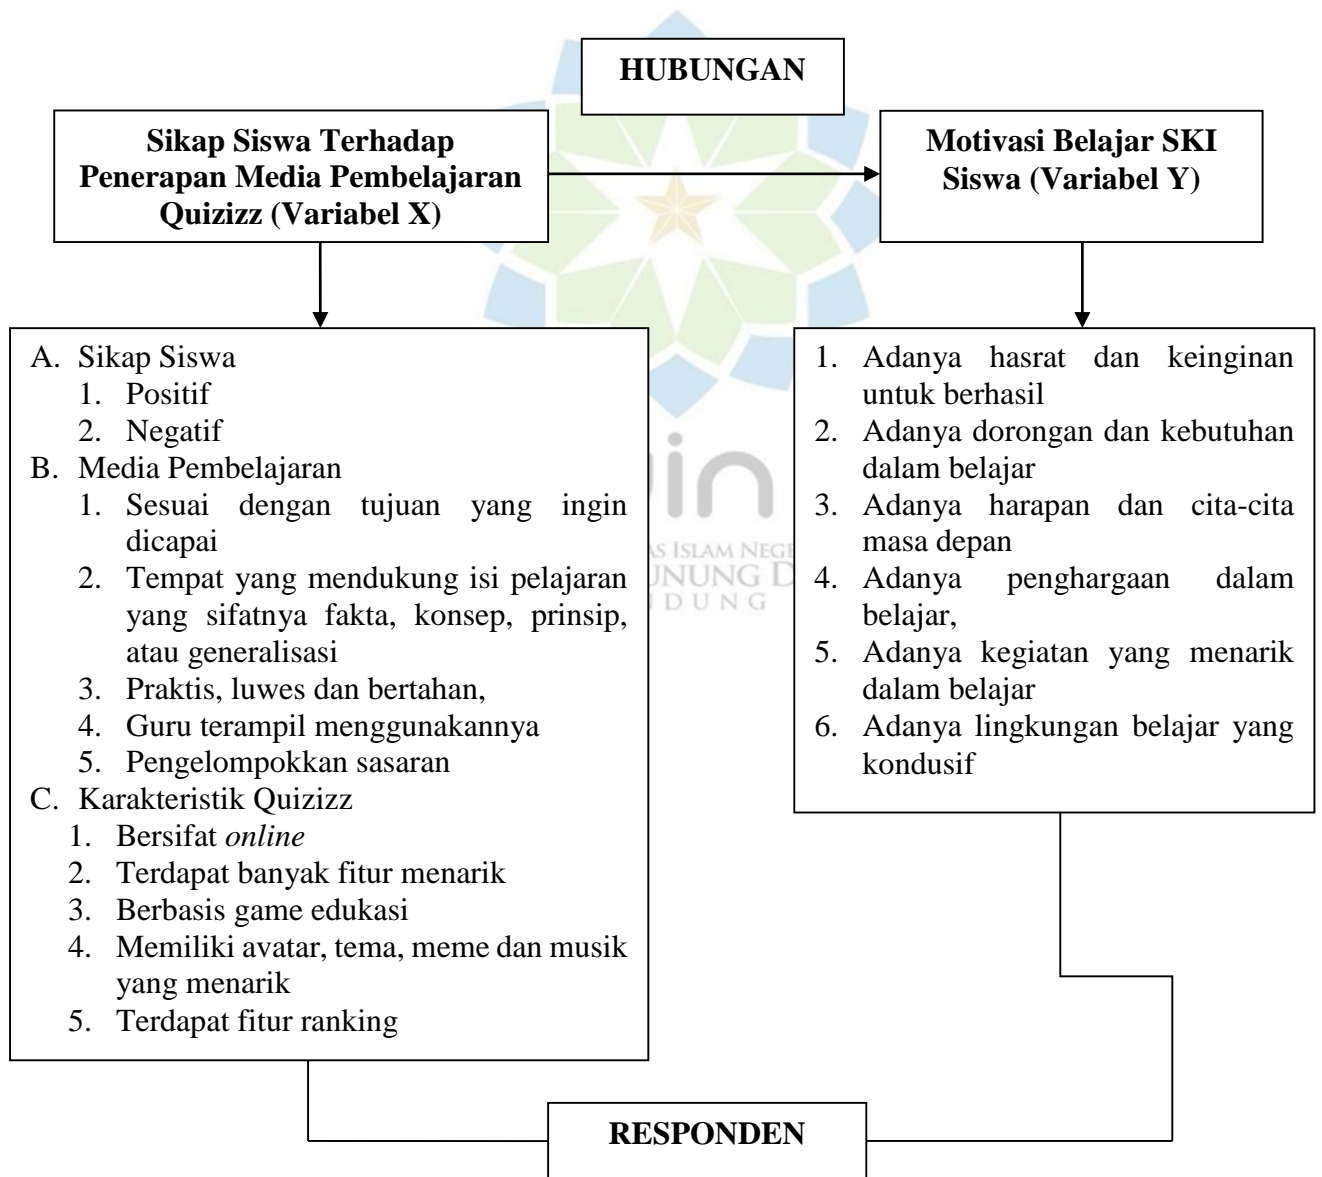 HUBUNGAN
Sikap Siswa Terhadap
Penerapan Media Pembelajaran
Quizizz (Variabel X)
Motivasi Belajar SKI
Siswa (Variabel Y)
A. Sikap Siswa
1. Positif
2. Negatif
B. Media Pembelajaran
1. Sesuai dengan tujuan yang ingin
dicapai
2. Tempat yang mendukung isi pelajaran
yang sifatnya fakta, konsep, prinsip,
atau generalisasi
3. Praktis, luwes dan bertahan,
4. Guru terampil menggunakannya
5. Pengelompokkan sasaran
C. Karakteristik Quizizz
1. Bersifat online
2. Terdapat banyak fitur menarik
3. Berbasis game edukasi
4. Memiliki avatar, tema, meme dan musik
yang menarik
5. Terdapat fitur ranking
1. Adanya hasrat dan keinginan
untuk berhasil
2. Adanya dorongan dan kebutuhan
dalam belajar
3. Adanya harapan dan cita-cita
masa depan
4. Adanya penghargaan dalam
belajar,
5. Adanya kegiatan yang menarik
dalam belajar
6. Adanya lingkungan belajar yang
kondusif
ISLAM
RESPONDEN